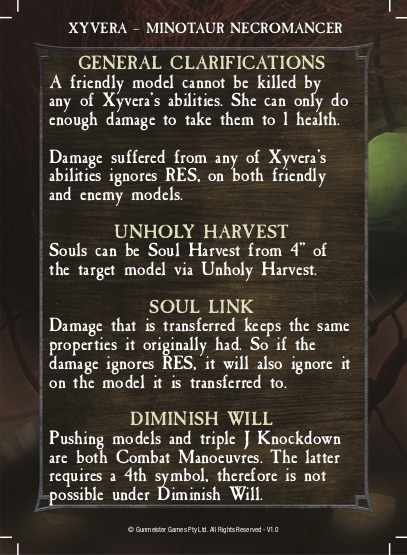 XYVERA - MINOTAUR NECROMANCER
GENERAL CLARIFICATIONS
A friendly model cannot be killed by
any of Xyvera's abilities. She can only do
enough damage to take them to 1 health.
Damage suffered from any of Xyvera's
abilities ignores RES, on both friendly
and enemy models.
UNHOLY HARVEST
Souls can be Soul Harvest from 4" of
the target model via Unholy Harvest.
SOUL LINK
Damage that is transferred keeps the same
properties it originally had. So if the
damage ignores RES, it will also ignore it
on the model it is transferred to.
DIMINISH WILL
Pushing models and triple J Knockdown
are both Combat Manoeuvres. The latter
requires a 4th symbol, therefore is not
possible under Diminish Will.
© Gunmeister Games Pty Ltd. All Rights Reserved - V1.0